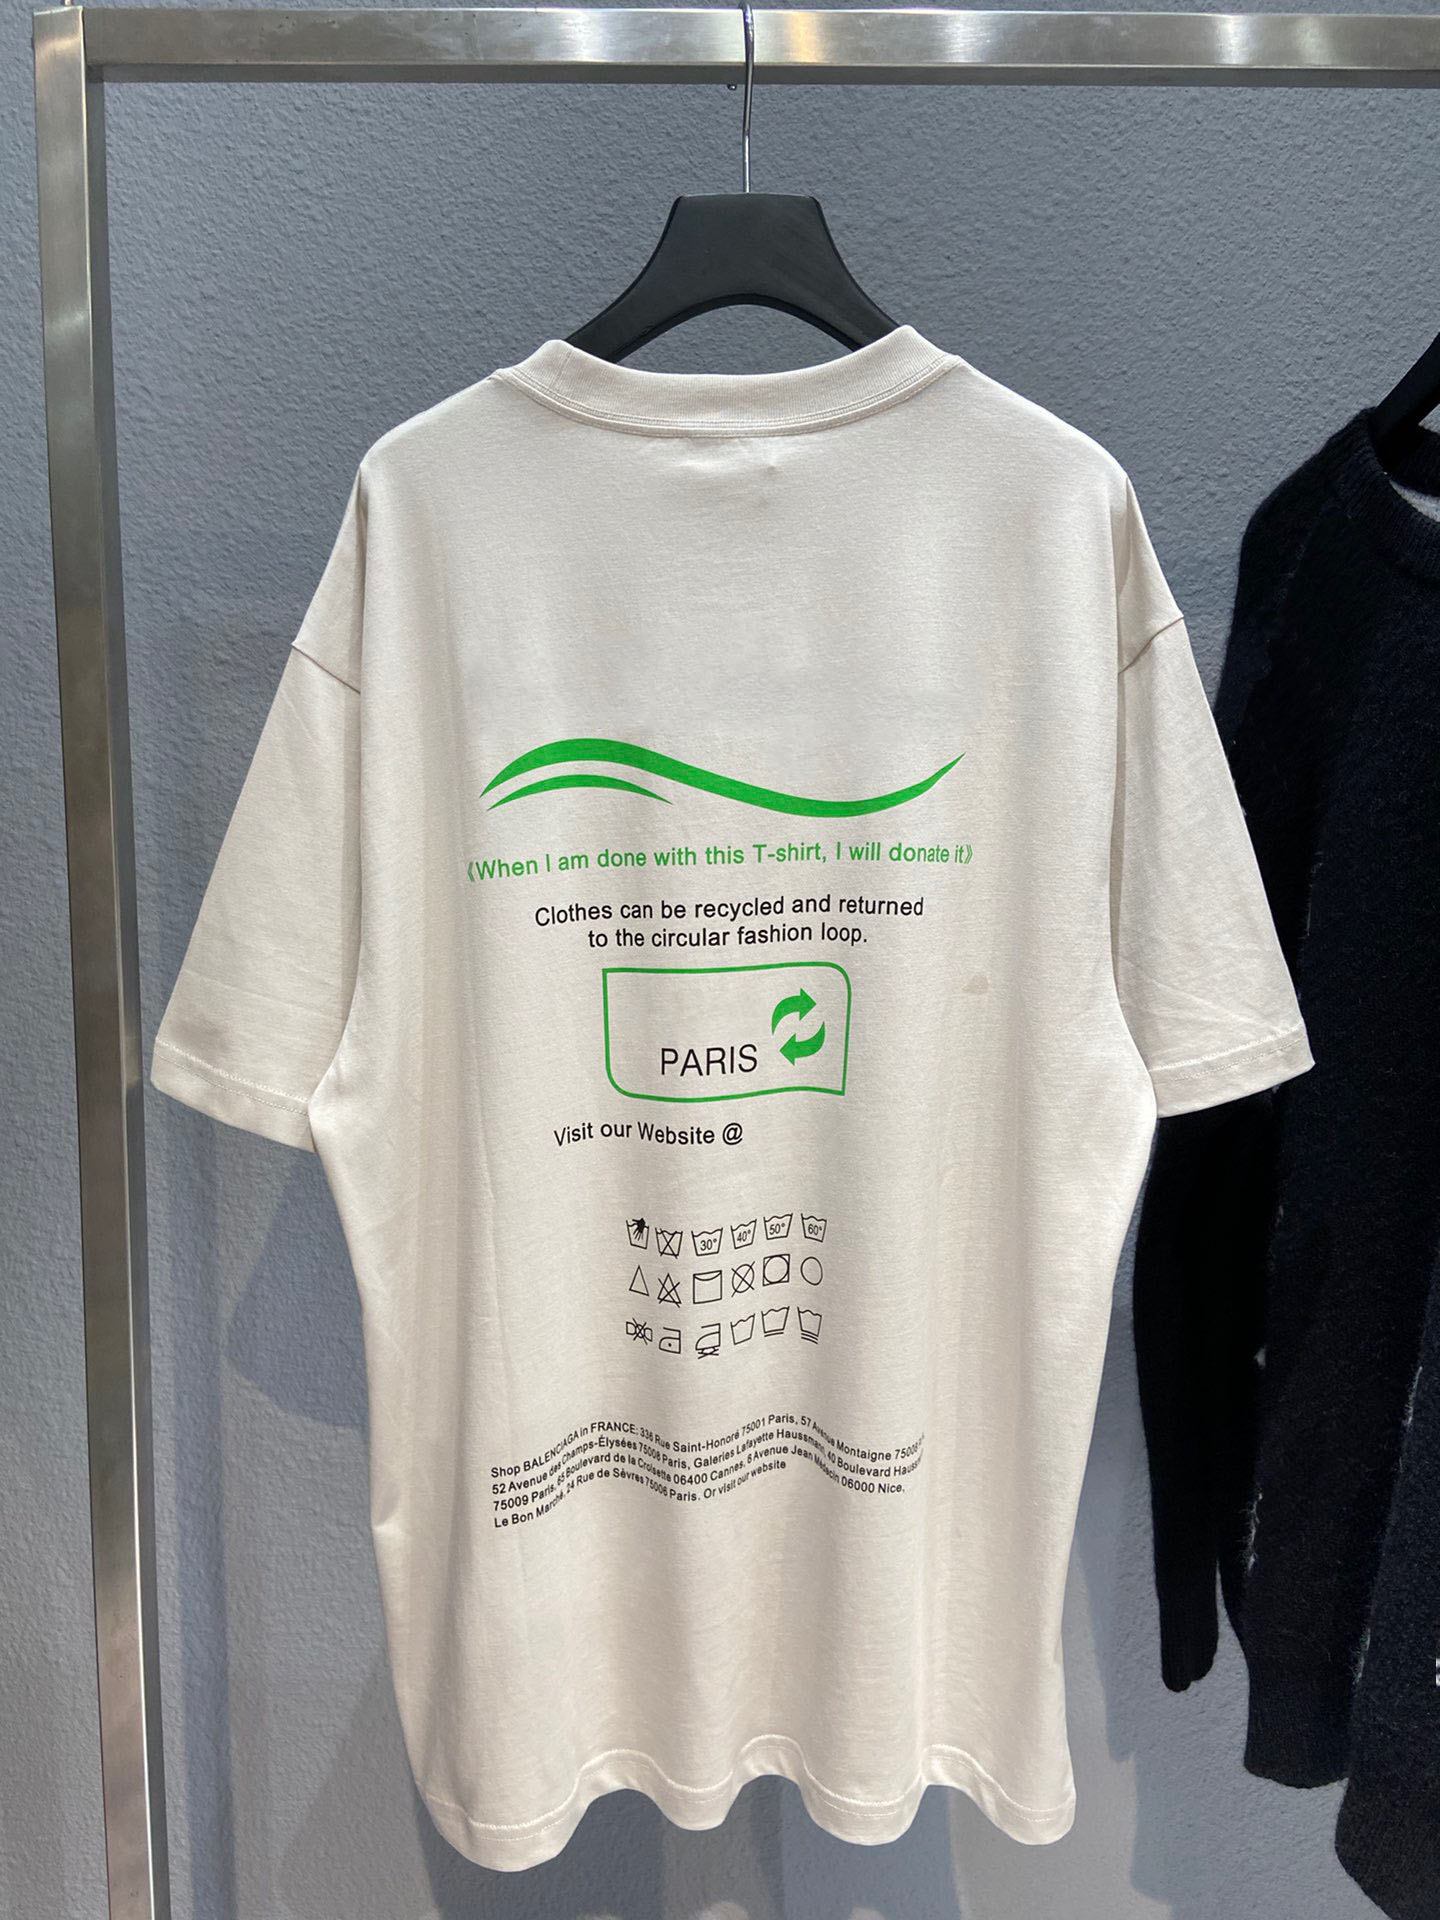 《When I am done with this T-shirt, I will donate it》
Clothes can be recycled and returned
to the circular fashion loop.
PARIS
Visit our Website @
30° 40° 50° 60°
Shop BALENCIAGA in FRANCE: 336 Rue Saint-Honoré 75001 Paris, 57 Avenue Montaigne 75008
52 Avenue des Champs-Élysées 75008 Paris, Galeries Lafayette Haussmann, 40 Boulevard
75009 Paris. 65 Boulevard de la Croisette 06400 Cannes, 6 Avenue Jean Médecin 06000 Nice.
Le Bon Marché, 24 Rue de Sèvres 75006 Paris. Or visit our website